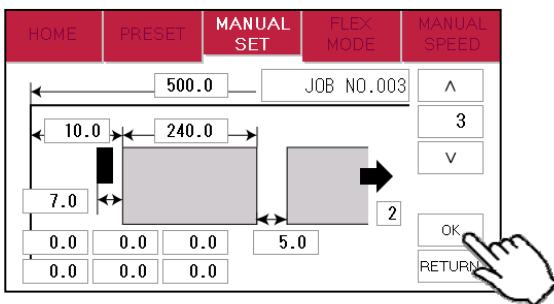 HOME PRESET MANUAL SET FLEX MODE MANUAL SPEED
500.0 JOB NO.003 ∧
10.0 240.0 3
∨
7.0 2
0.0 0.0 0.0 5.0 OK
0.0 0.0 0.0 RETURN